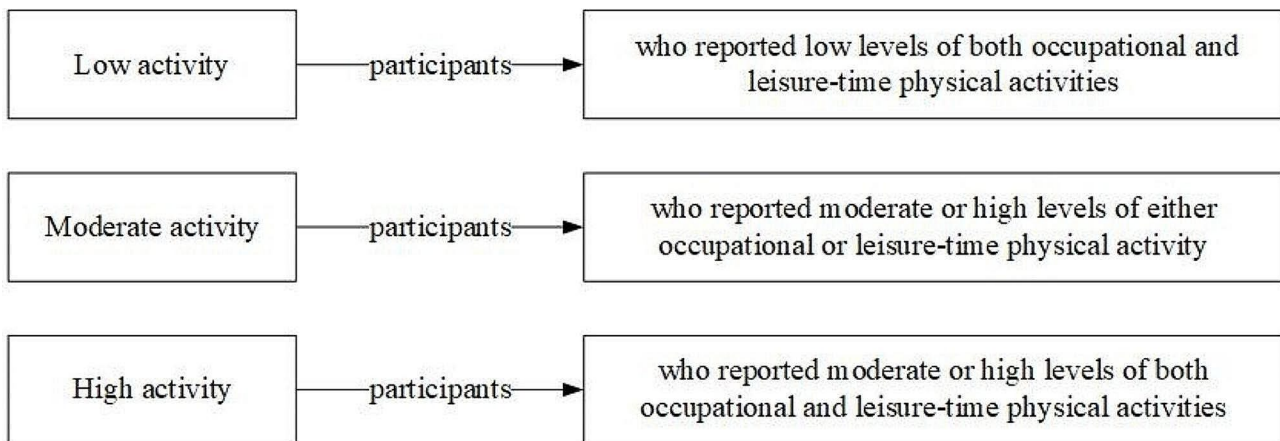 Low activity
participants
who reported low levels of both occupational and
leisure-time physical activities
Moderate activity
participants
who reported moderate or high levels of either
occupational or leisure-time physical activity
High activity
participants
who reported moderate or high levels of both
occupational and leisure-time physical activities